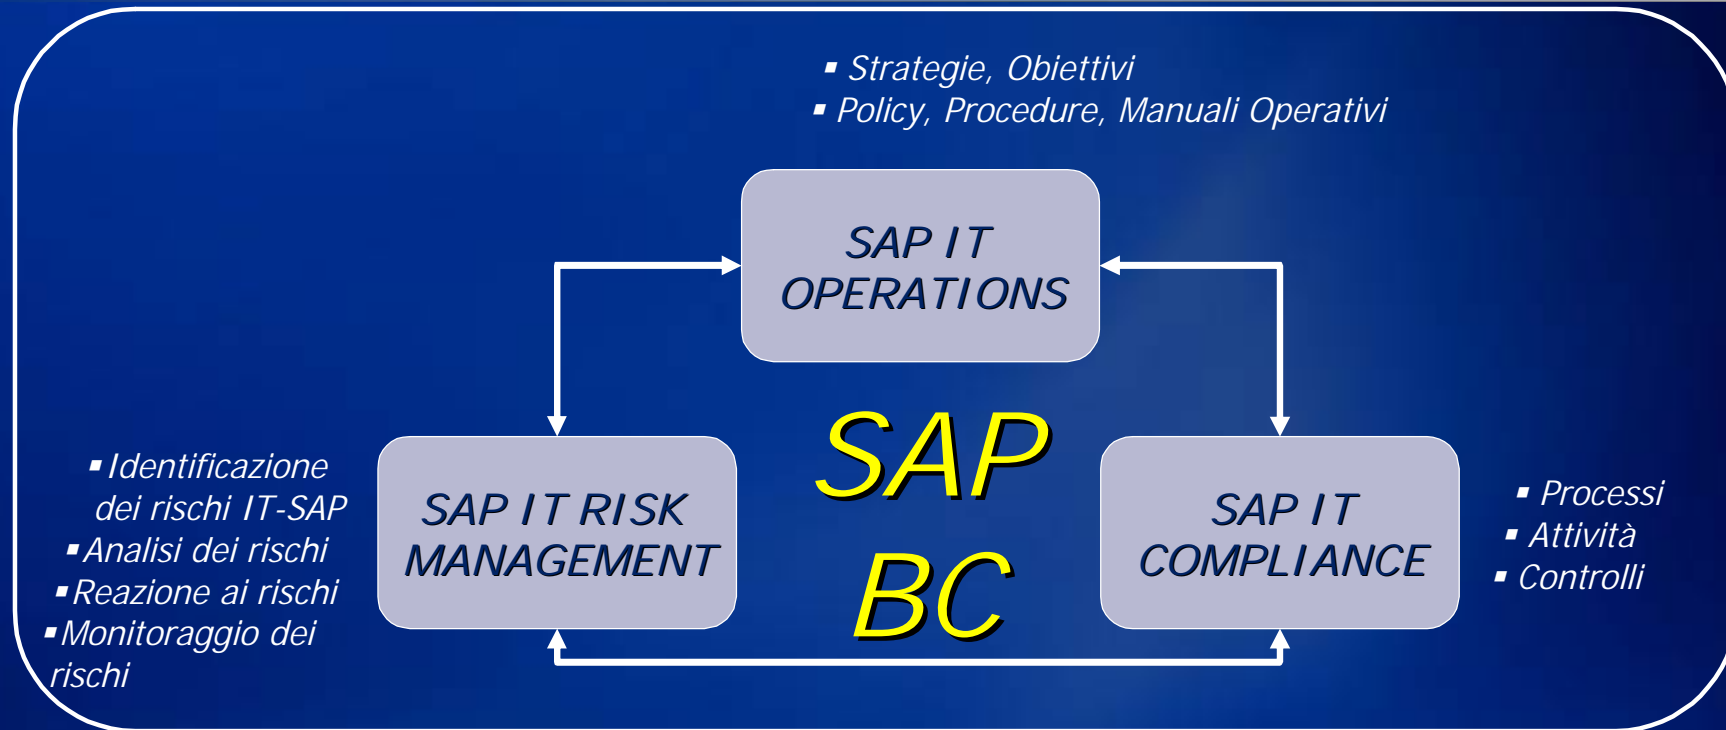 ▪ Strategie, Obiettivi
▪ Policy, Procedure, Manuali Operativi
SAP IT
OPERATIONS
SAP
BC
▪Identificazione
dei rischi IT-SAP
▪Analisi dei rischi
▪Reazione ai rischi
▪Monitoraggio dei
rischi
SAP IT RISK
MANAGEMENT
SAP IT
COMPLIANCE
▪ Processi
▪ Attività
▪ Controlli